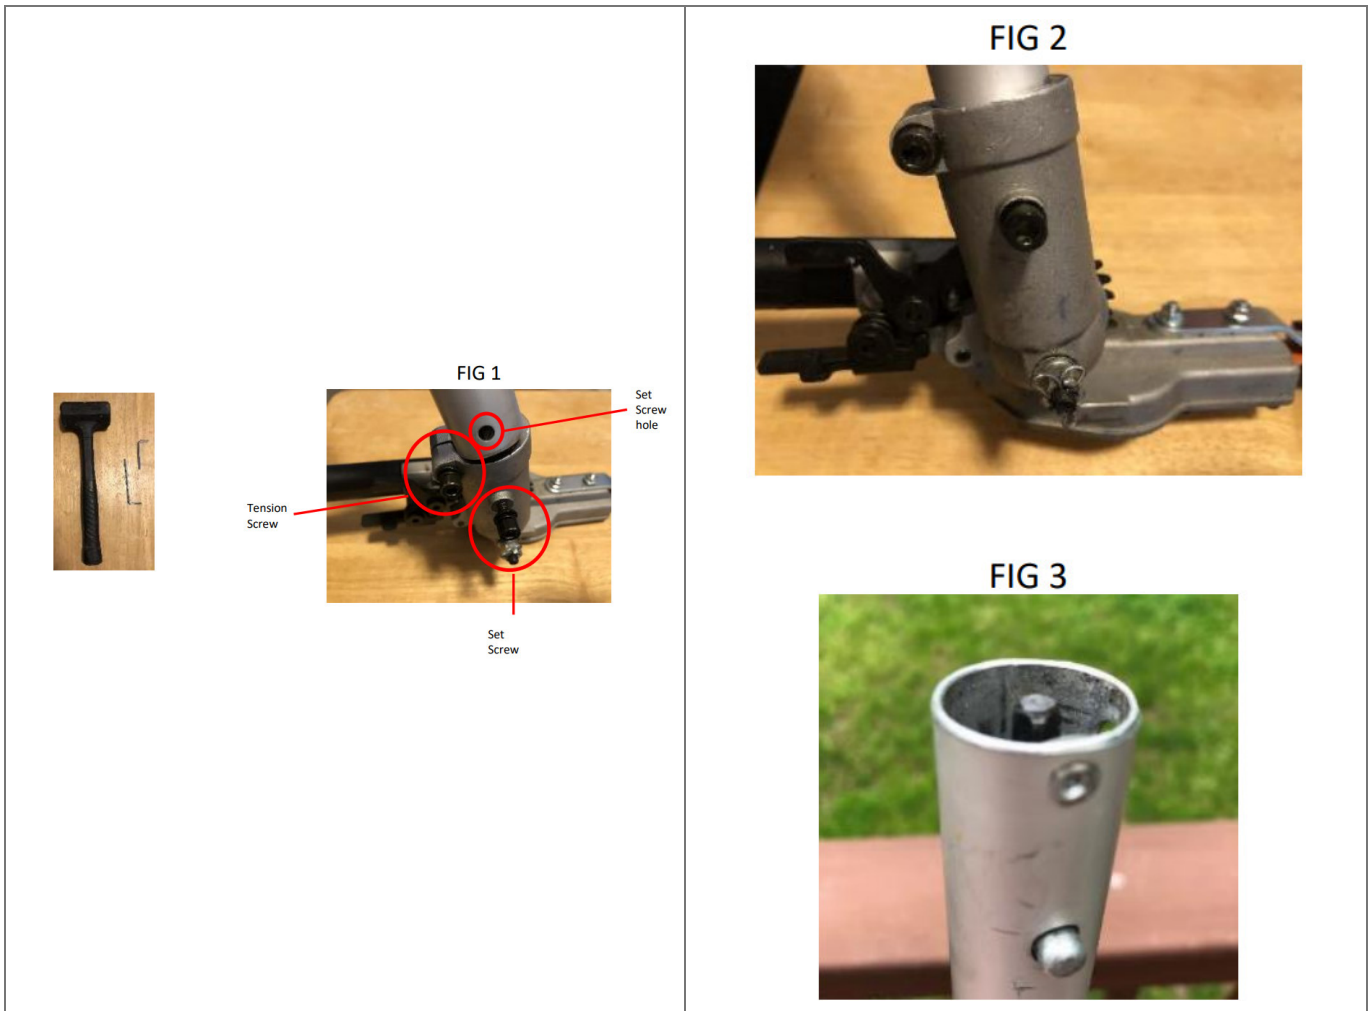 FIG 1
Set
Screw
hole
Tension
Screw
Set
Screw
FIG 2
FIG 3